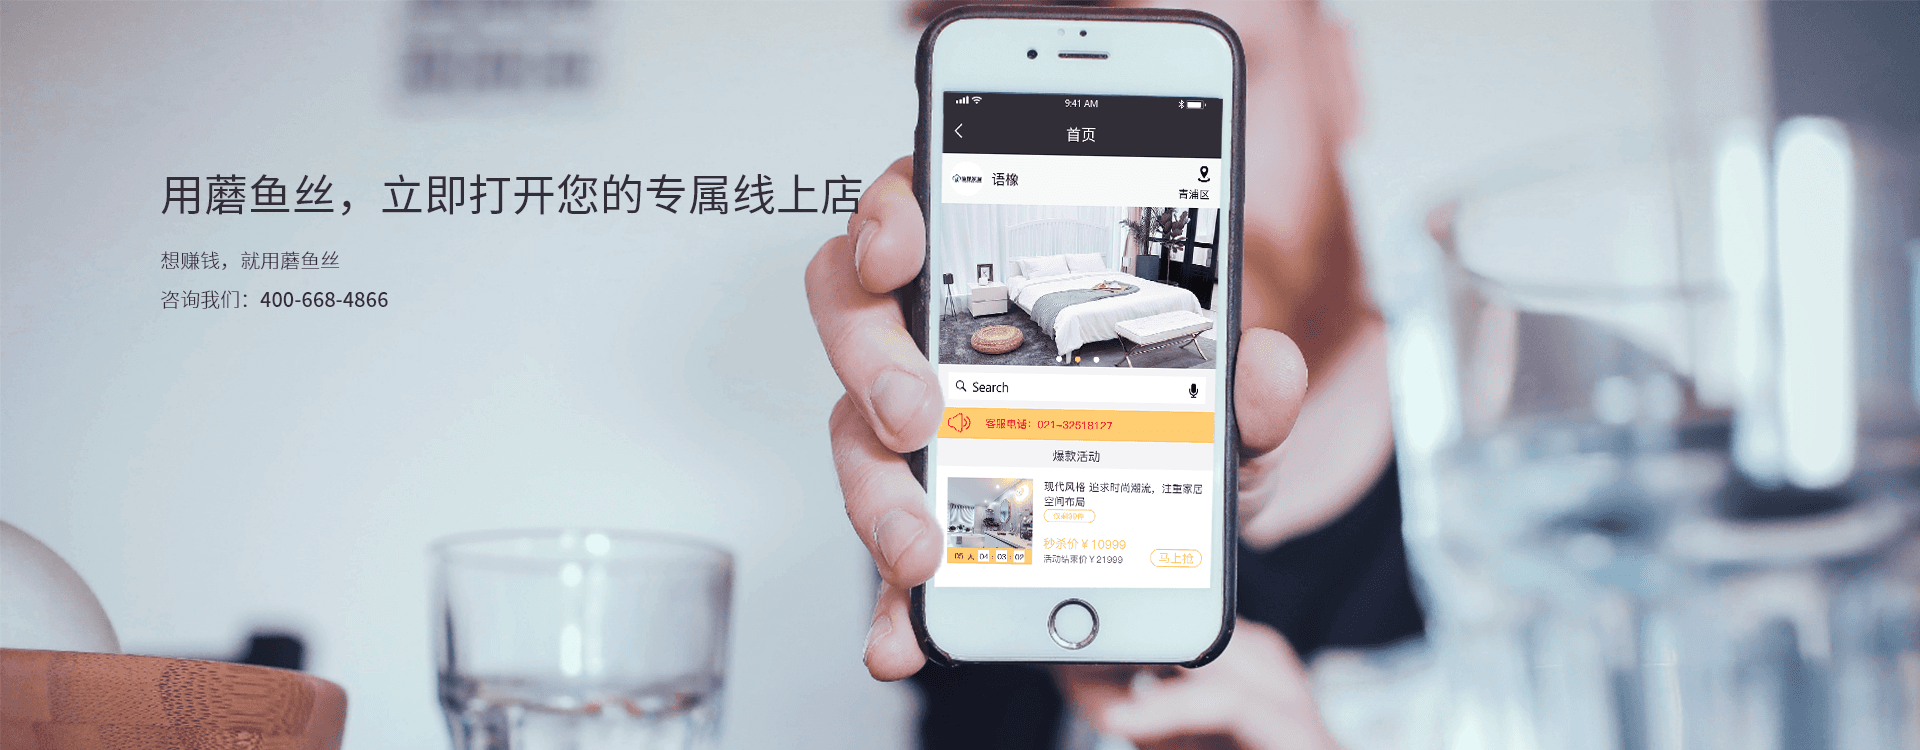 用蘑鱼丝，立即打开您的专属线上店
想赚钱，就用蘑鱼丝
咨询我们：400-668-4866
9:41 AM
首页
语橡
青浦区
Search
客服电话：021-32518127
爆款活动
现代风格 追求时尚潮流，注重家居
空间布局
秒杀价￥10999
活动结束价￥21999
马上抢
05 天 04 : 03 : 02